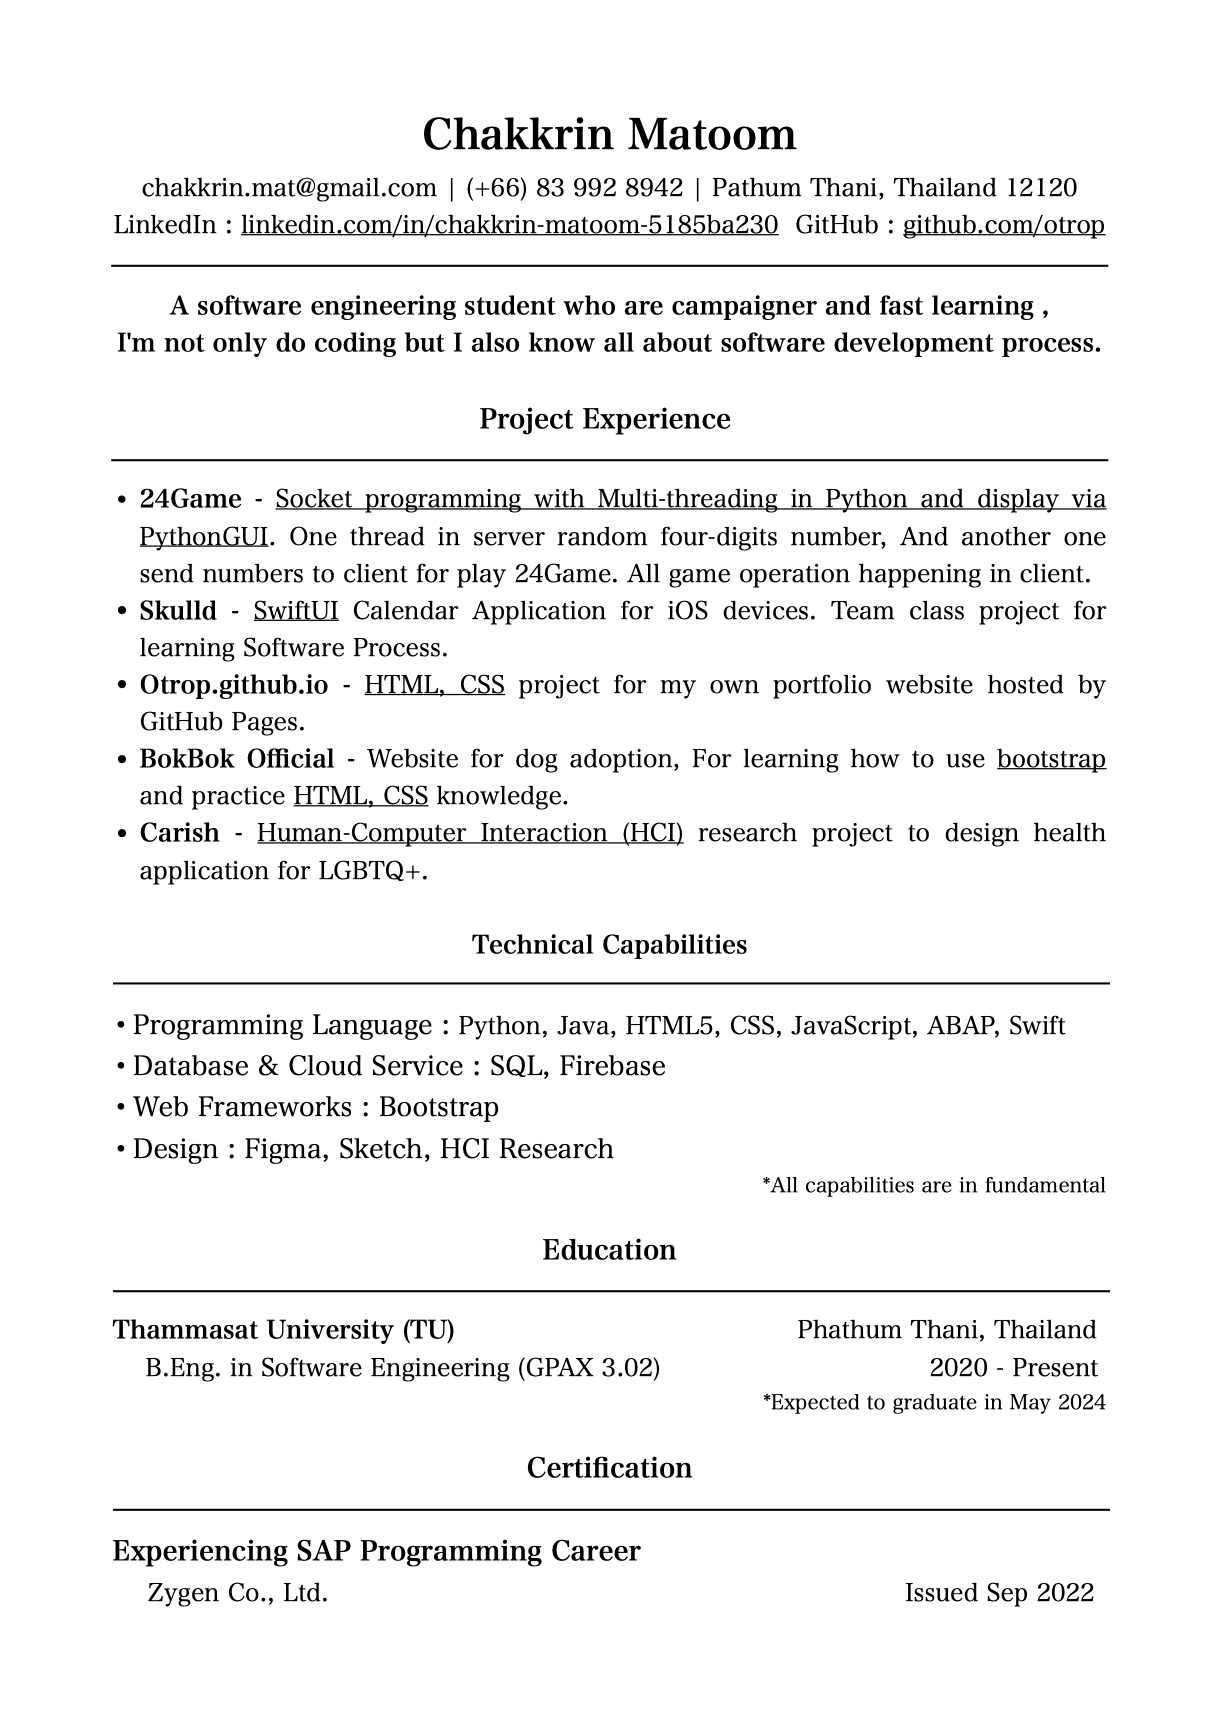 Chakkrin Matoom
chakkrin.mat@gmail.com | (+66) 83 992 8942 | Pathum Thani, Thailand 12120
LinkedIn : linkedin.com/in/chakkrin-matoom-5185ba230 GitHub : github.com/otrop
A software engineering student who are campaigner and fast learning ,
I'm not only do coding but I also know all about software development process.
Project Experience
• 24Game - Socket programming with Multi-threading in Python and display via
PythonGUI. One thread in server random four-digits number, And another one
send numbers to client for play 24Game. All game operation happening in client.
• Skulld - SwiftUI Calendar Application for iOS devices. Team class project for
learning Software Process.
• Otrop.github.io - HTML, CSS project for my own portfolio website hosted by
GitHub Pages.
• BokBok Official - Website for dog adoption, For learning how to use bootstrap
and practice HTML, CSS knowledge.
• Carish - Human-Computer Interaction (HCI) research project to design health
application for LGBTQ+.
Technical Capabilities
• Programming Language : Python, Java, HTML5, CSS, JavaScript, ABAP, Swift
• Database & Cloud Service : SQL, Firebase
• Web Frameworks : Bootstrap
• Design : Figma, Sketch, HCI Research
*All capabilities are in fundamental
Education
Thammasat University (TU) Phathum Thani, Thailand
B.Eng. in Software Engineering (GPAX 3.02) 2020 - Present
*Expected to graduate in May 2024
Certification
Experiencing SAP Programming Career
Zygen Co., Ltd. Issued Sep 2022